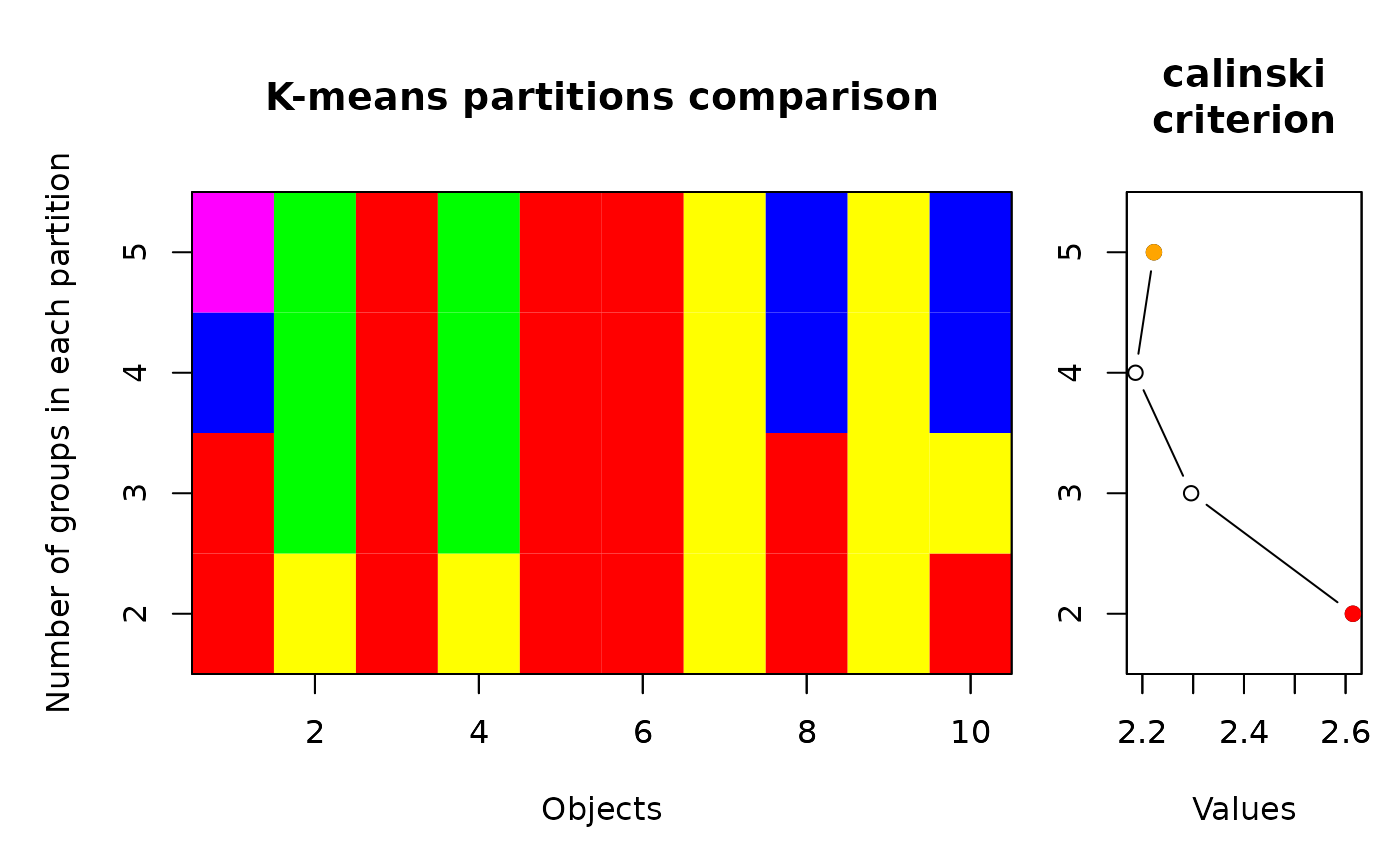 K-means partitions comparison
calinski
criterion
Number of groups in each partition
5
4
3
2
2
4
6
8
10
Objects
5
4
3
2
2.2
2.4
2.6
Values